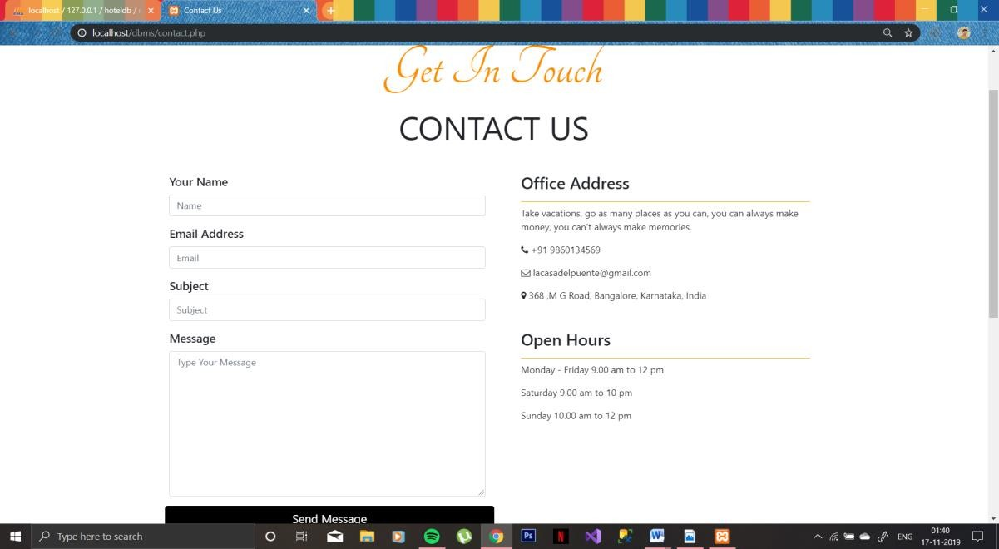 localhost / 127.0.0.1 / hoteldb /
Contact Us
localhost/dbms/contact.php
Get In Touch
CONTACT US
Your Name
Name
Email Address
Email
Subject
Subject
Message
Type Your Message
Send Message
Office Address
Take vacations, go as many places as you can, you can always make
money, you can't always make memories.
+91 9860134569
lacasadelpuente@gmail.com
368 ,M G Road, Bangalore, Karnataka, India
Open Hours
Monday - Friday 9.00 am to 12 pm
Saturday 9.00 am to 10 pm
Sunday 10.00 am to 12 pm
Type here to search
Ps
N
W
ENG
01:40
17-11-2019